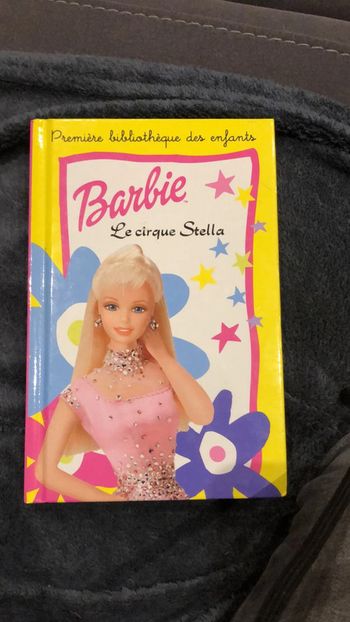 Première bibliothèque des enfants
Barbie
Le cirque Stella